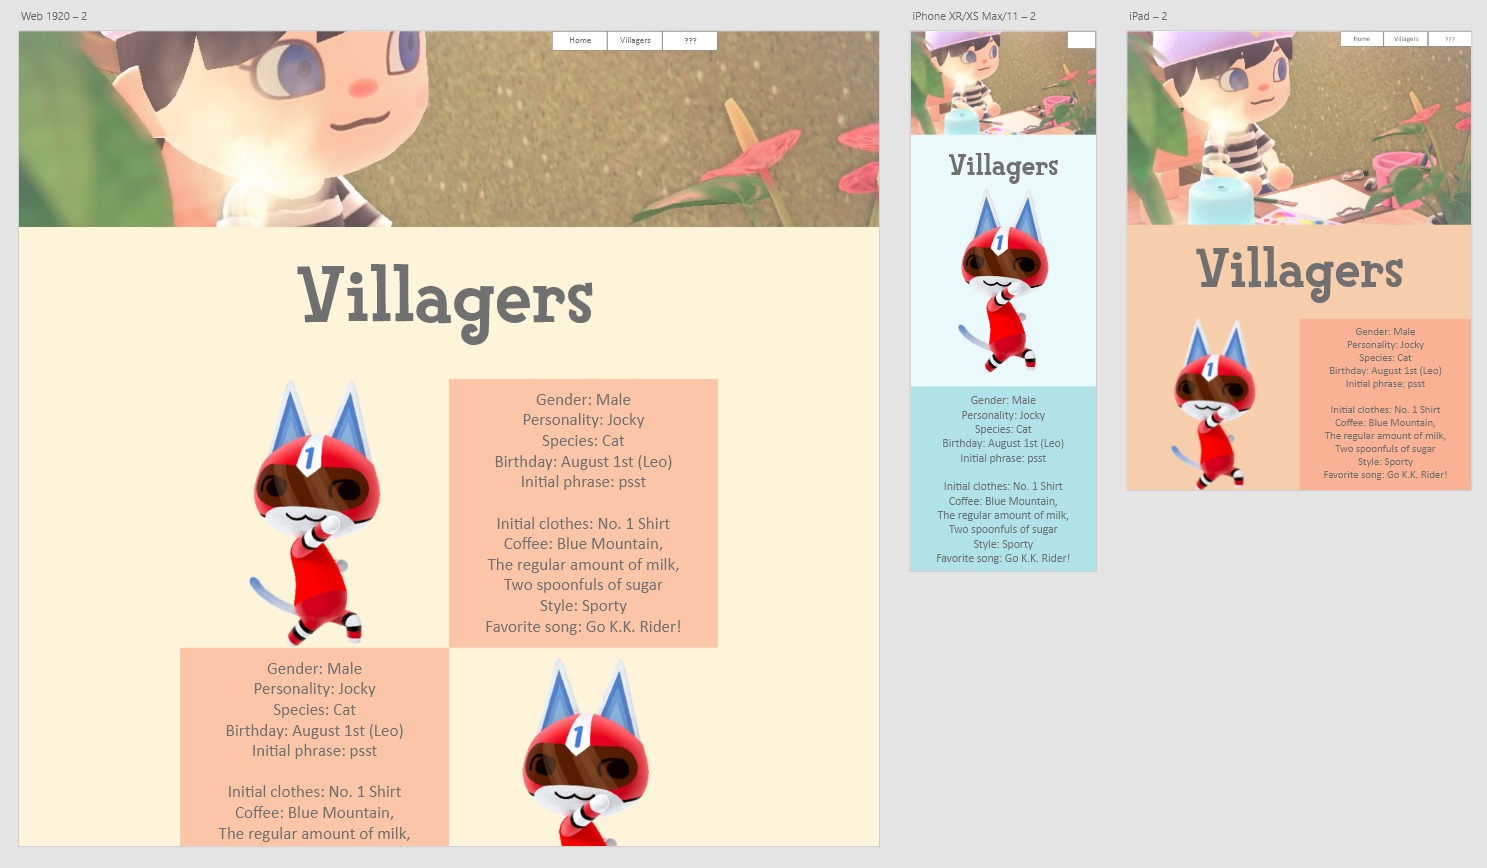 Web 1920 – 2
Home
Villagers
???
Villagers
1
Gender: Male
Personality: Jocky
Species: Cat
Birthday: August 1st (Leo)
Initial phrase: psst
Initial clothes: No. 1 Shirt
Coffee: Blue Mountain,
The regular amount of milk,
Two spoonfuls of sugar
Style: Sporty
Favorite song: Go K.K. Rider!
Gender: Male
Personality: Jocky
Species: Cat
Birthday: August 1st (Leo)
Initial phrase: psst
Initial clothes: No. 1 Shirt
Coffee: Blue Mountain,
The regular amount of milk,
1
iPhone XR/XS Max/11 – 2
Villagers
1
Gender: Male
Personality: Jocky
Species: Cat
Birthday: August 1st (Leo)
Initial phrase: psst
Initial clothes: No. 1 Shirt
Coffee: Blue Mountain,
The regular amount of milk,
Two spoonfuls of sugar
Style: Sporty
Favorite song: Go K.K. Rider!
iPad – 2
Home
Villagers
???
Villagers
1
Gender: Male
Personality: Jocky
Species: Cat
Birthday: August 1st (Leo)
Initial phrase: psst
Initial clothes: No. 1 Shirt
Coffee: Blue Mountain,
The regular amount of milk,
Two spoonfuls of sugar
Style: Sporty
Favorite song: Go K.K. Rider!